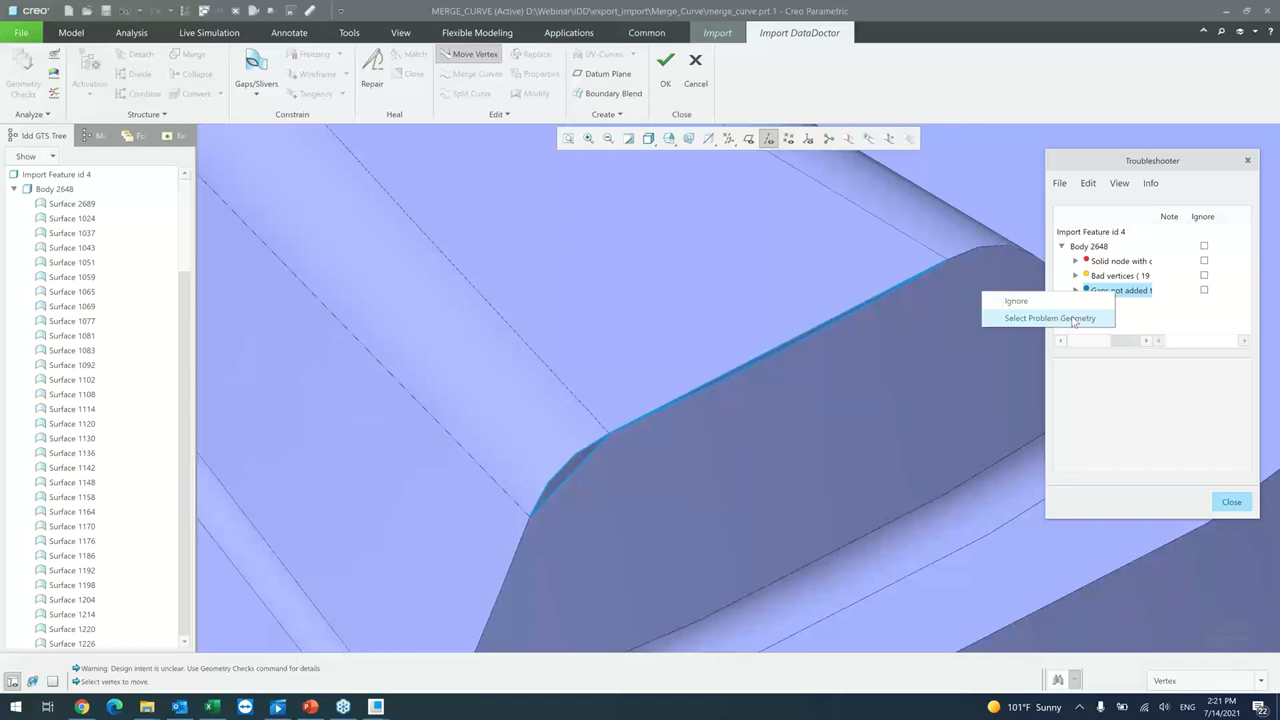 creo
MERGE_CURVE (Active) D:\Webinar\IDD\export_import\Merge_Curve\merge_curve.prt.1 - Creo Parametric
File Model Analysis Live Simulation Annotate Tools View Flexible Modeling Applications Common Import Import DataDoctor
Geometry Checks
Analyze
Activation
Detach Merge
Divide Collapse
Combine Convert
Structure
Gaps/Slivers
Freezing
Wireframe
Tangency
Constrain
Repair
Match
Close
Heal
Move Vertex Replace
Merge Curves Properties
Split Curve Modify
Edit
UV-Curves
Datum Plane
Boundary Blend
Create
OK Cancel
Close
Idd GTS Tree
Show
Import Feature id 4
Body 2648
Surface 2689
Surface 1024
Surface 1037
Surface 1043
Surface 1051
Surface 1059
Surface 1065
Surface 1069
Surface 1077
Surface 1081
Surface 1083
Surface 1092
Surface 1102
Surface 1108
Surface 1114
Surface 1120
Surface 1130
Surface 1136
Surface 1142
Surface 1148
Surface 1158
Surface 1164
Surface 1170
Surface 1176
Surface 1186
Surface 1192
Surface 1198
Surface 1204
Surface 1214
Surface 1220
Surface 1226
Troubleshooter
File Edit View Info
Note Ignore
Import Feature id 4
Body 2648
Solid node with c
Bad vertices ( 19
Gaps not added t
Ignore
Select Problem Geometry
Close
Warning. Design intent is unclear. Use Geometry Checks command for details
Select vertex to move.
Vertex
101°F Sunny
2:21 PM
7/14/2021
22